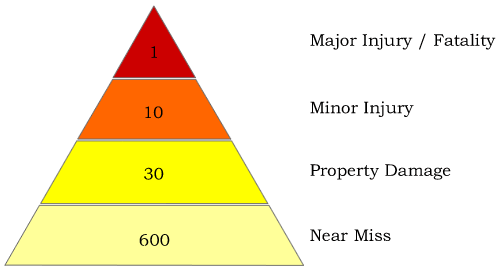 1 Major Injury / Fatality
10 Minor Injury
30 Property Damage
600 Near Miss